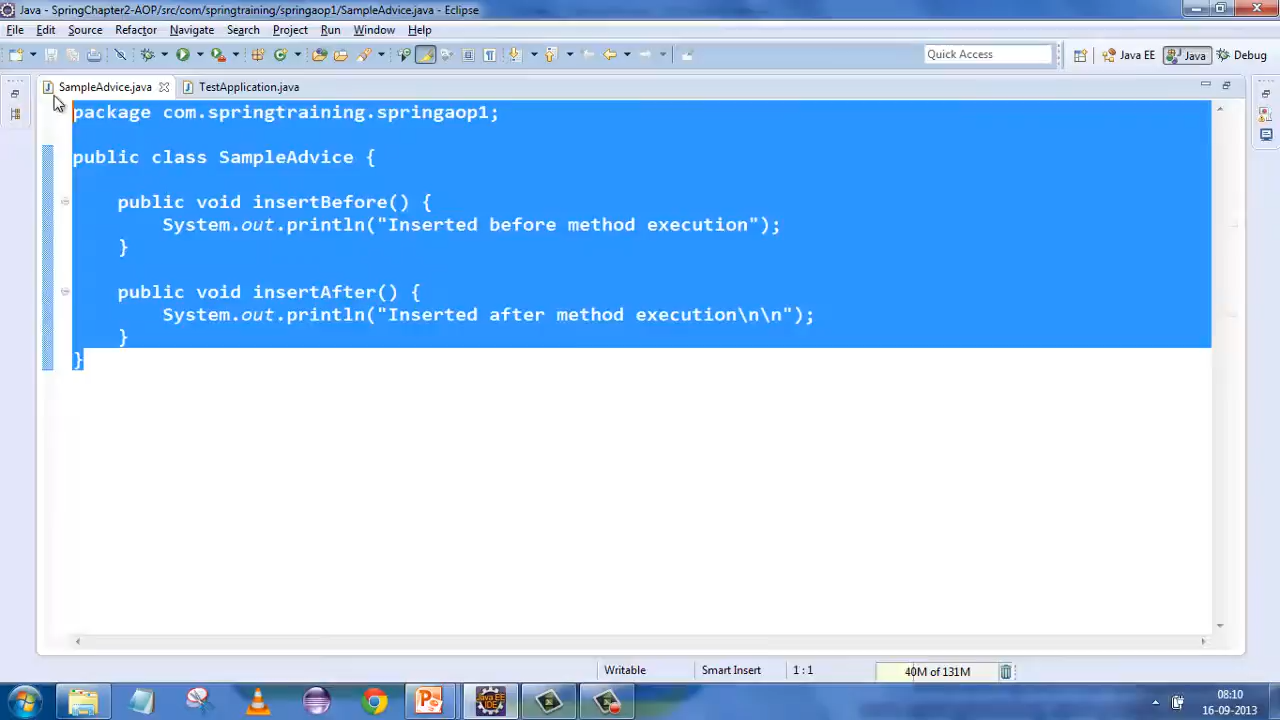 Java - SpringChapter2-AOP/src/com/springtraining/springaop1/SampleAdvice.java - Eclipse
File Edit Source Refactor Navigate Search Project Run Window Help
Quick Access Java EE Java Debug
SampleAdvice.java TestApplication.java
package com.springtraining.springaop1;
public class SampleAdvice {
public void insertBefore() {
System.out.println("Inserted before method execution");
}
public void insertAfter() {
System.out.println("Inserted after method execution\n\n");
}
}
Writable Smart Insert 1 : 1 40M of 131M
Java EE
IDE
08:10
16-09-2013